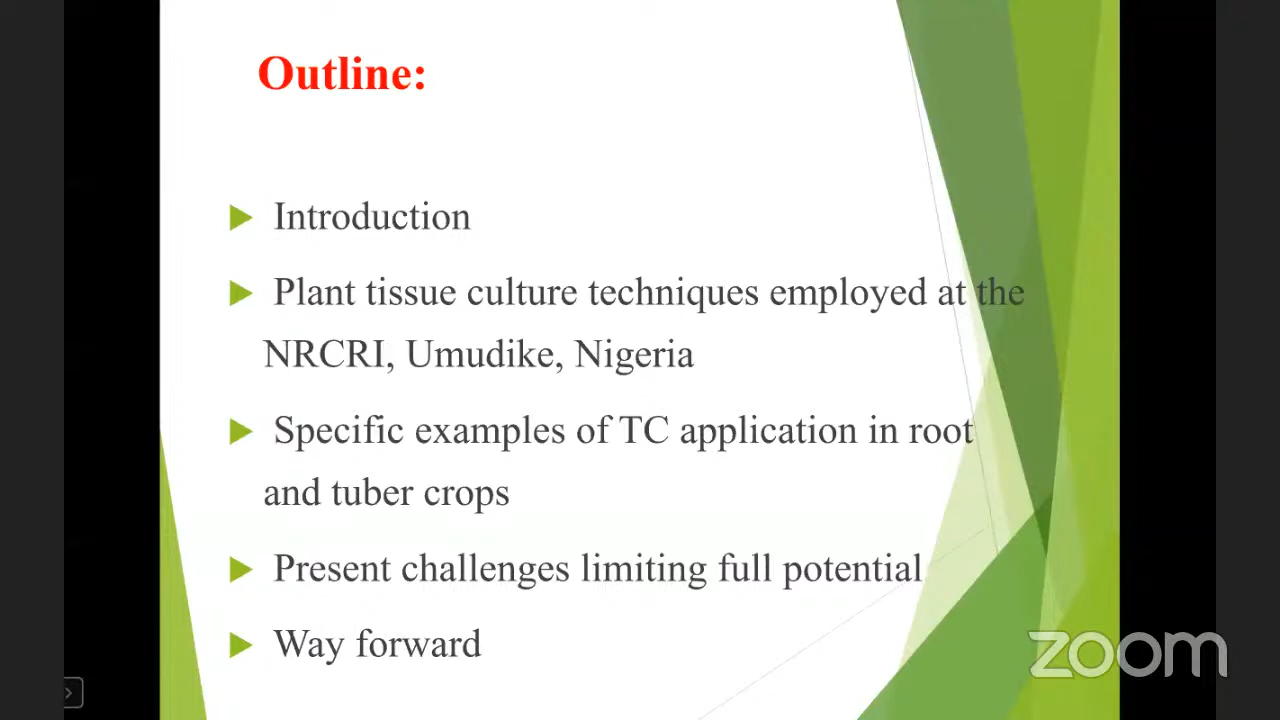 Outline:
Introduction
Plant tissue culture techniques employed at the
NRCRI, Umudike, Nigeria
Specific examples of TC application in root
and tuber crops
Present challenges limiting full potential
Way forward
zoom